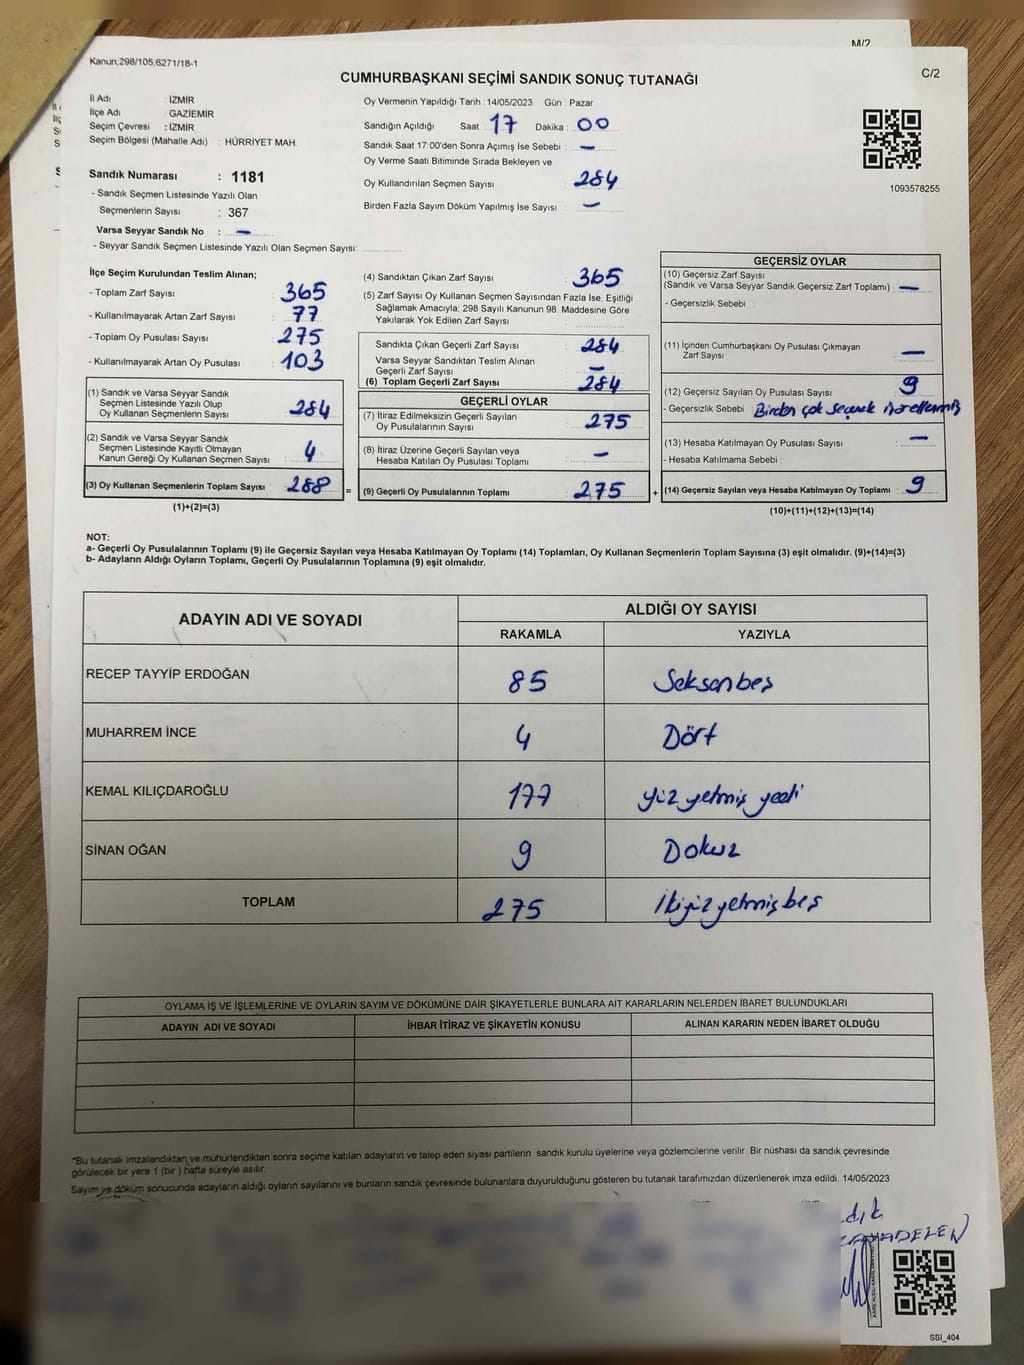 M/2
Kanun;298/105;6271/18-1
C/2
CUMHURBAŞKANI SEÇİMİ SANDIK SONUÇ TUTANAĞI
İl Adı : İZMİR
İlçe Adı : GAZİEMİR
Seçim Çevresi : İZMİR
Seçim Bölgesi (Mahalle Adı) : HÜRRİYET MAH.
Sandık Numarası : 1181
- Sandık Seçmen Listesinde Yazılı Olan
Seçmenlerin Sayısı : 367
Varsa Seyyar Sandık No : —
- Seyyar Sandık Seçmen Listesinde Yazılı Olan Seçmen Sayısı:
Oy Vermenin Yapıldığı Tarih :14/05/2023 Gün : Pazar
Sandığın Açıldığı Saat : 17 Dakika : 00
Sandık Saat 17:00'den Sonra Açımış İse Sebebi : —
Oy Verme Saati Bitiminde Sırada Bekleyen ve
Oy Kullandırılan Seçmen Sayısı : 284
Birden Fazla Sayım Döküm Yapılmış İse Sayısı : —
1093578255
İlçe Seçim Kurulundan Teslim Alınan;
- Toplam Zarf Sayısı : 365
- Kullanılmayarak Artan Zarf Sayısı : 77
- Toplam Oy Pusulası Sayısı : 275
- Kullanılmayarak Artan Oy Pusulası : 103
(1) Sandık ve Varsa Seyyar Sandık
Seçmen Listesinde Yazılı Olup
Oy Kullanan Seçmenlerin Sayısı : 284
(2) Sandık ve Varsa Seyyar Sandık
Seçmen Listesinde Kayıtlı Olmayan
Kanun Gereği Oy Kullanan Seçmen Sayısı : 4
(3) Oy Kullanan Seçmenlerin Toplam Sayısı : 288 =
(1)+(2)=(3)
(4) Sandıktan Çıkan Zarf Sayısı : 365
(5) Zarf Sayısı Oy Kullanan Seçmen Sayısından Fazla İse, Eşitliği
Sağlamak Amacıyla; 298 Sayılı Kanunun 98. Maddesine Göre
Yakılarak Yok Edilen Zarf Sayısı :
Sandıkta Çıkan Geçerli Zarf Sayısı : 284
Varsa Seyyar Sandıktan Teslim Alınan
Geçerli Zarf Sayısı : —
(6) Toplam Geçerli Zarf Sayısı : 284
GEÇERLİ OYLAR
(7) İtiraz Edilmeksizin Geçerli Sayılan
Oy Pusulalarının Sayısı : 275
(8) İtiraz Üzerine Geçerli Sayılan veya
Hesaba Katılan Oy Pusulası Toplamı : —
(9) Geçerli Oy Pusulalarının Toplamı : 275 +
GEÇERSİZ OYLAR
(10) Geçersiz Zarf Sayısı
(Sandık ve Varsa Seyyar Sandık Geçersiz Zarf Toplamı) : —
- Geçersizlik Sebebi :
(11) İçinden Cumhurbaşkanı Oy Pusulası Çıkmayan
Zarf Sayısı : —
(12) Geçersiz Sayılan Oy Pusulası Sayısı : 9
- Geçersizlik Sebebi : Birden çok seçenek işaretlenmiş
(13) Hesaba Katılmayan Oy Pusulası Sayısı : —
- Hesaba Katılmama Sebebi :
(14) Geçersiz Sayılan veya Hesaba Katılmayan Oy Toplamı : 9
(10)+(11)+(12)+(13)=(14)
NOT:
a- Geçerli Oy Pusulalarının Toplamı (9) ile Geçersiz Sayılan veya Hesaba Katılmayan Oy Toplamı (14) Toplamları, Oy Kullanan Seçmenlerin Toplam Sayısına (3) eşit olmalıdır. (9)+(14)=(3)
b- Adayların Aldığı Oyların Toplamı, Geçerli Oy Pusulalarının Toplamına (9) eşit olmalıdır.
ADAYIN ADI VE SOYADI
ALDIĞI OY SAYISI
RAKAMLA YAZIYLA
RECEP TAYYİP ERDOĞAN 85 Seksenbeş
MUHARREM İNCE 4 Dört
KEMAL KILIÇDAROĞLU 177 yüz yetmiş yedi
SİNAN OĞAN 9 Dokuz
TOPLAM 275 İkiyüz yetmiş beş
OYLAMA İŞ VE İŞLEMLERİNE VE OYLARIN SAYIM VE DÖKÜMÜNE DAİR ŞİKAYETLERLE BUNLARA AİT KARARLARIN NELERDEN İBARET BULUNDUKLARI
ADAYIN ADI VE SOYADI İHBAR İTİRAZ VE ŞİKAYETİN KONUSU ALINAN KARARIN NEDEN İBARET OLDUĞU
*Bu tutanak imzalandıktan ve mühürlendikten sonra seçime katılan adayların ve talep eden siyasi partilerin sandık kurulu üyelerine veya gözlemcilerine verilir .Bir nüshası da sandık çevresinde
görülecek bir yere 1 (bir ) hafta süreyle asılır.
Sayım ve döküm sonucunda adayların aldığı oyların sayılarını ve bunların sandık çevresinde bulunanlara duyurulduğunu gösteren bu tutanak tarafımızdan düzenlenerek imza edildi. 14/05/2023
SSI_404